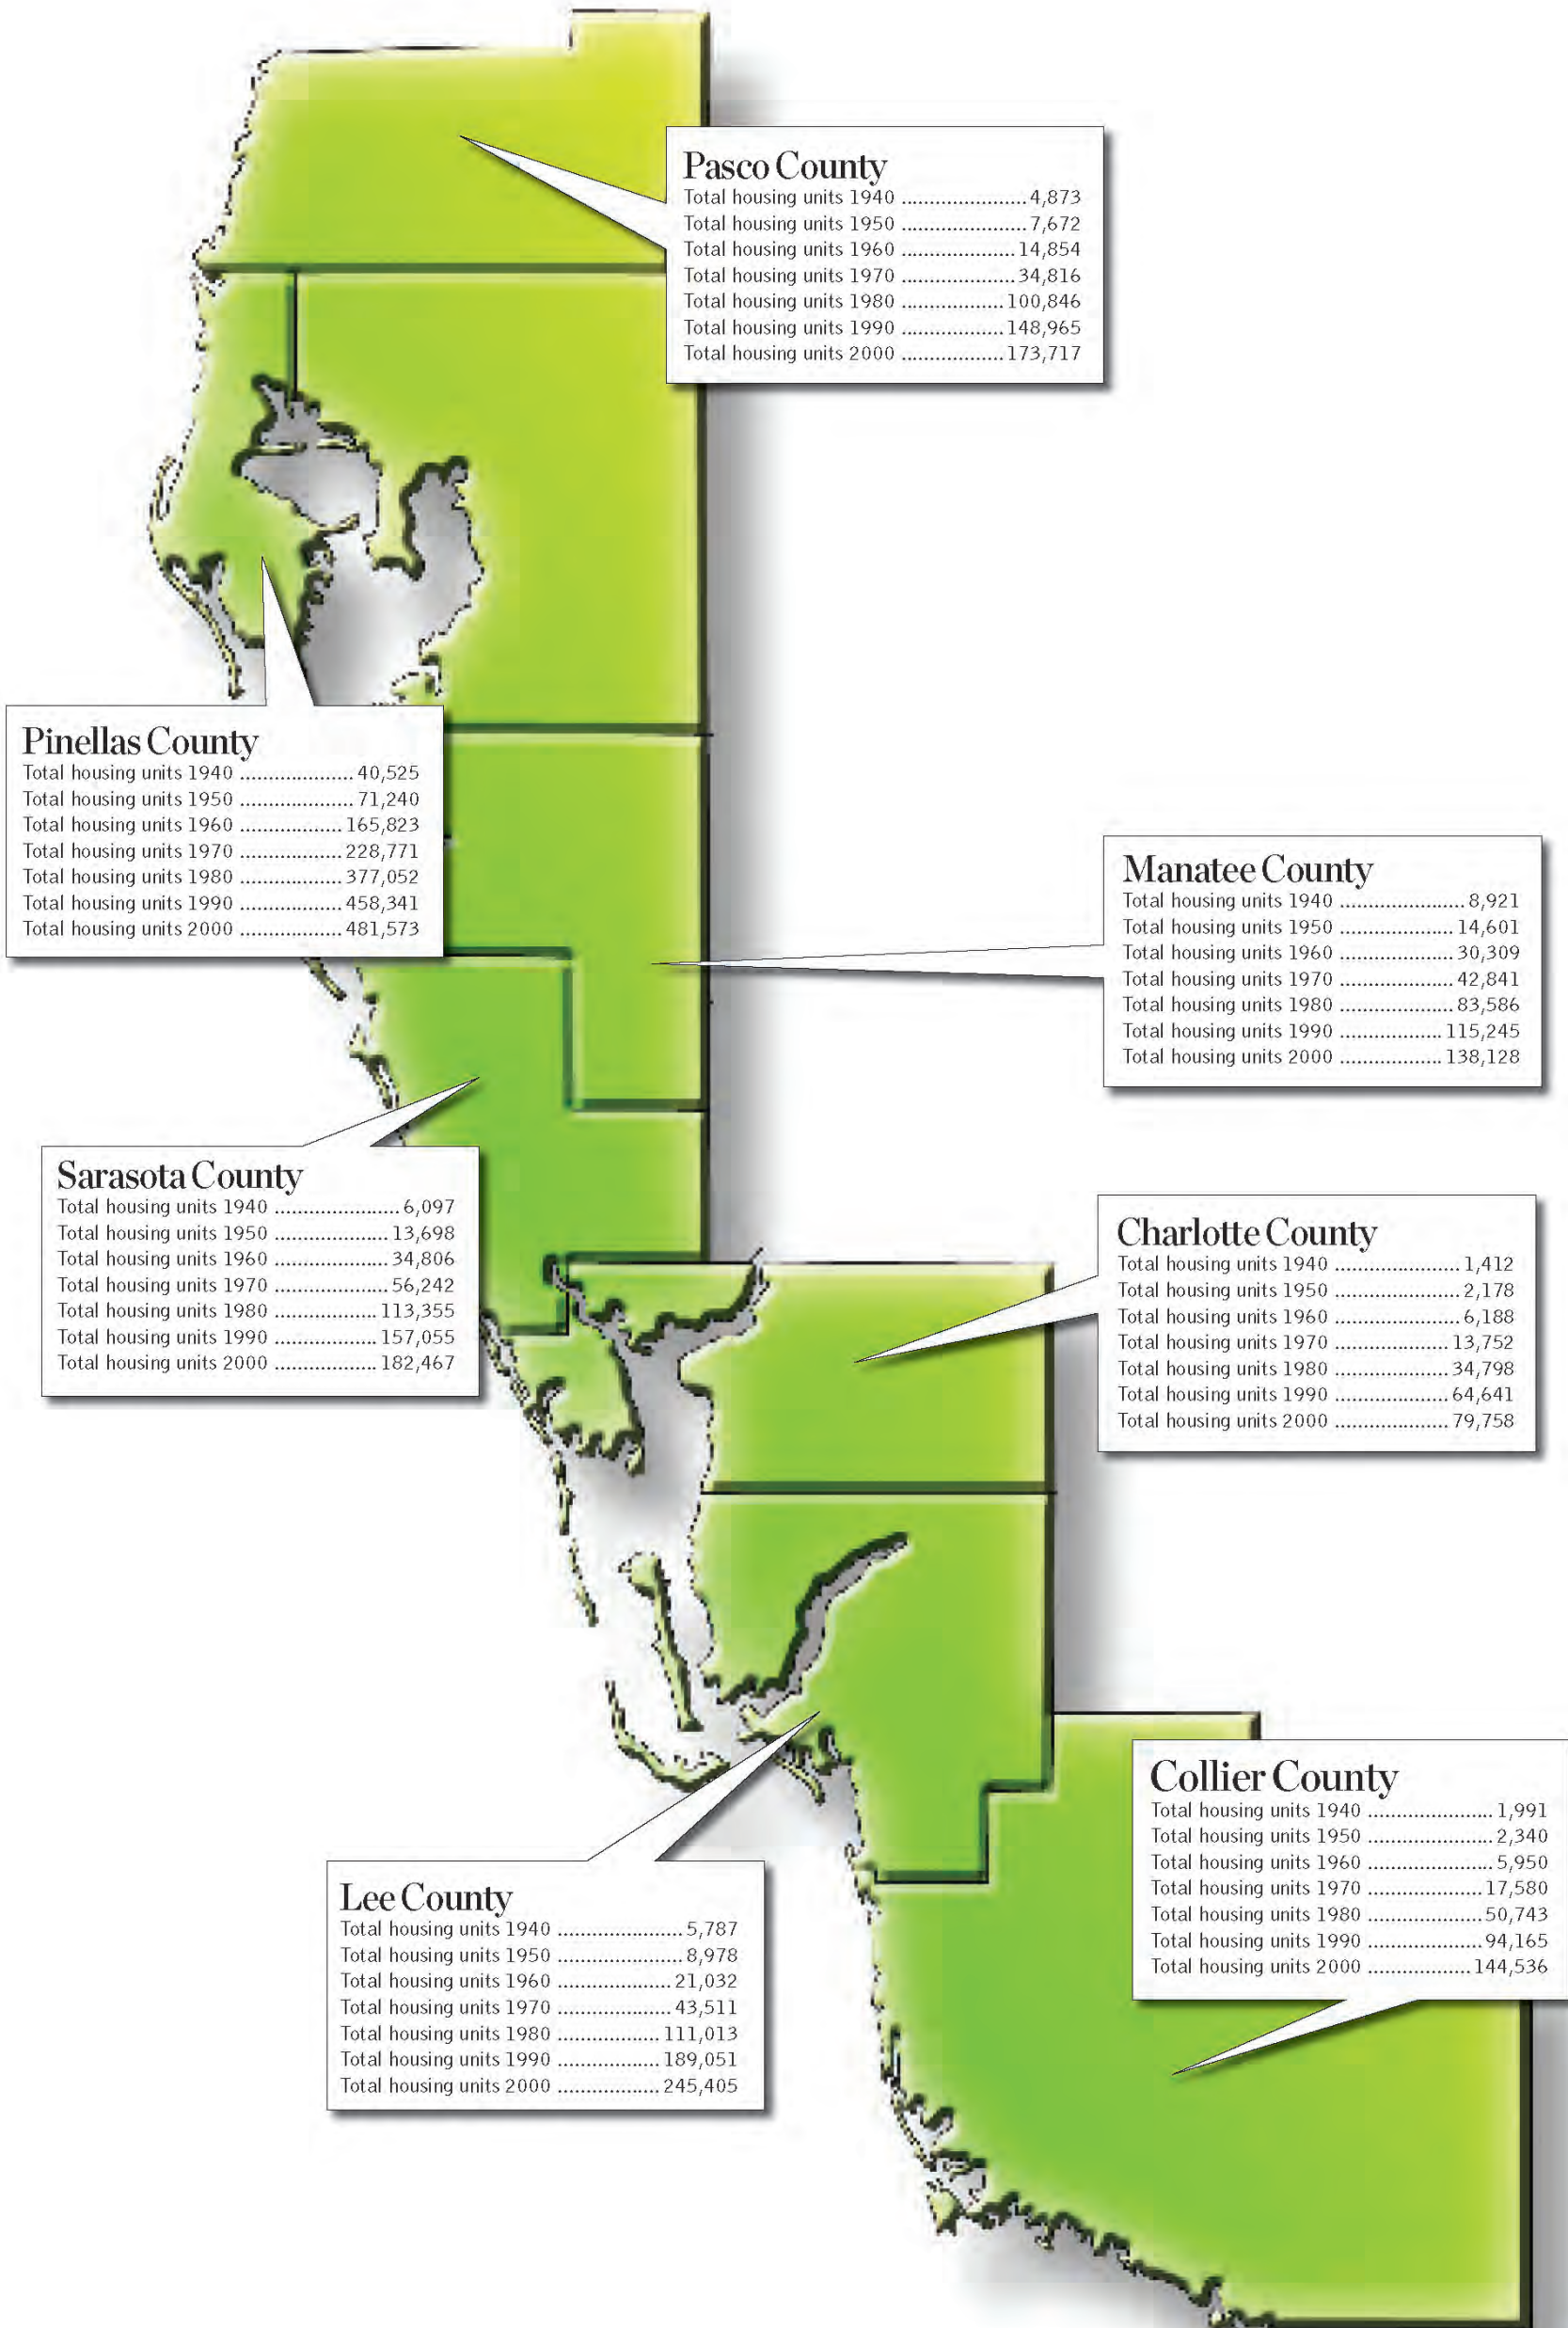 Pasco County
Total housing units 1940 ...................... 4,873
Total housing units 1950 ...................... 7,672
Total housing units 1960 .................... 14,854
Total housing units 1970 .................... 34,816
Total housing units 1980 .................. 100,846
Total housing units 1990 .................. 148,965
Total housing units 2000 .................. 173,717
Pinellas County
Total housing units 1940 .................... 40,525
Total housing units 1950 .................... 71,240
Total housing units 1960 .................. 165,823
Total housing units 1970 .................. 228,771
Total housing units 1980 .................. 377,052
Total housing units 1990 .................. 458,341
Total housing units 2000 .................. 481,573
Manatee County
Total housing units 1940 ...................... 8,921
Total housing units 1950 .................... 14,601
Total housing units 1960 .................... 30,309
Total housing units 1970 .................... 42,841
Total housing units 1980 .................... 83,586
Total housing units 1990 .................. 115,245
Total housing units 2000 .................. 138,128
Sarasota County
Total housing units 1940 ...................... 6,097
Total housing units 1950 .................... 13,698
Total housing units 1960 .................... 34,806
Total housing units 1970 .................... 56,242
Total housing units 1980 .................. 113,355
Total housing units 1990 .................. 157,055
Total housing units 2000 .................. 182,467
Charlotte County
Total housing units 1940 ...................... 1,412
Total housing units 1950 ...................... 2,178
Total housing units 1960 ...................... 6,188
Total housing units 1970 .................... 13,752
Total housing units 1980 .................... 34,798
Total housing units 1990 .................... 64,641
Total housing units 2000 .................... 79,758
Collier County
Total housing units 1940 ...................... 1,991
Total housing units 1950 ...................... 2,340
Total housing units 1960 ...................... 5,950
Total housing units 1970 .................... 17,580
Total housing units 1980 .................... 50,743
Total housing units 1990 .................... 94,165
Total housing units 2000 .................. 144,536
Lee County
Total housing units 1940 ...................... 5,787
Total housing units 1950 ...................... 8,978
Total housing units 1960 .................... 21,032
Total housing units 1970 .................... 43,511
Total housing units 1980 .................. 111,013
Total housing units 1990 .................. 189,051
Total housing units 2000 .................. 245,405